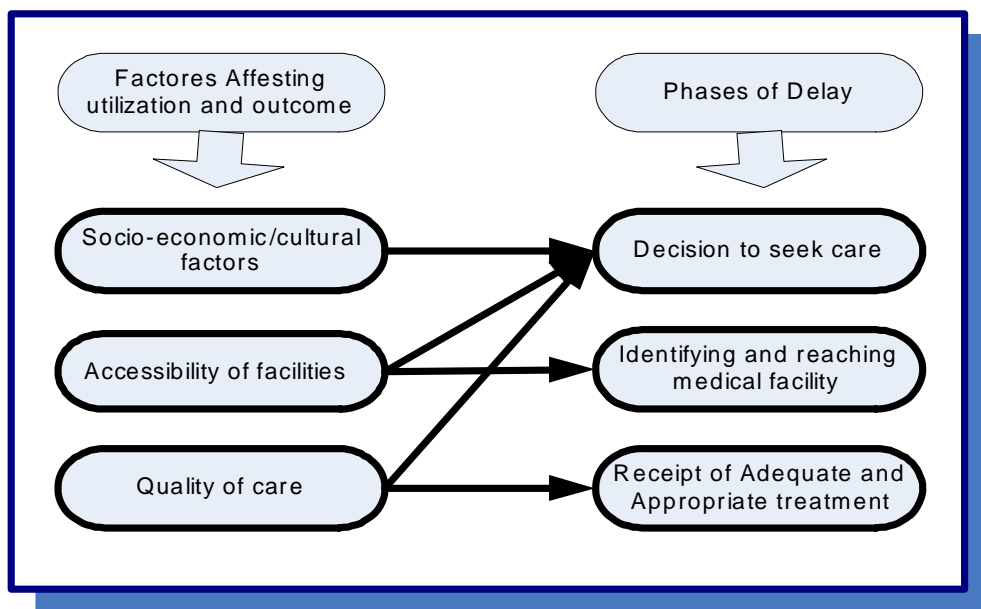 Factores Affesting
utilization and outcome
Phases of Delay
Socio-economic/cultural
factors
Decision to seek care
Accessibility of facilities
Identifying and reaching
medical facility
Quality of care
Receipt of Adequate and
Appropriate treatment